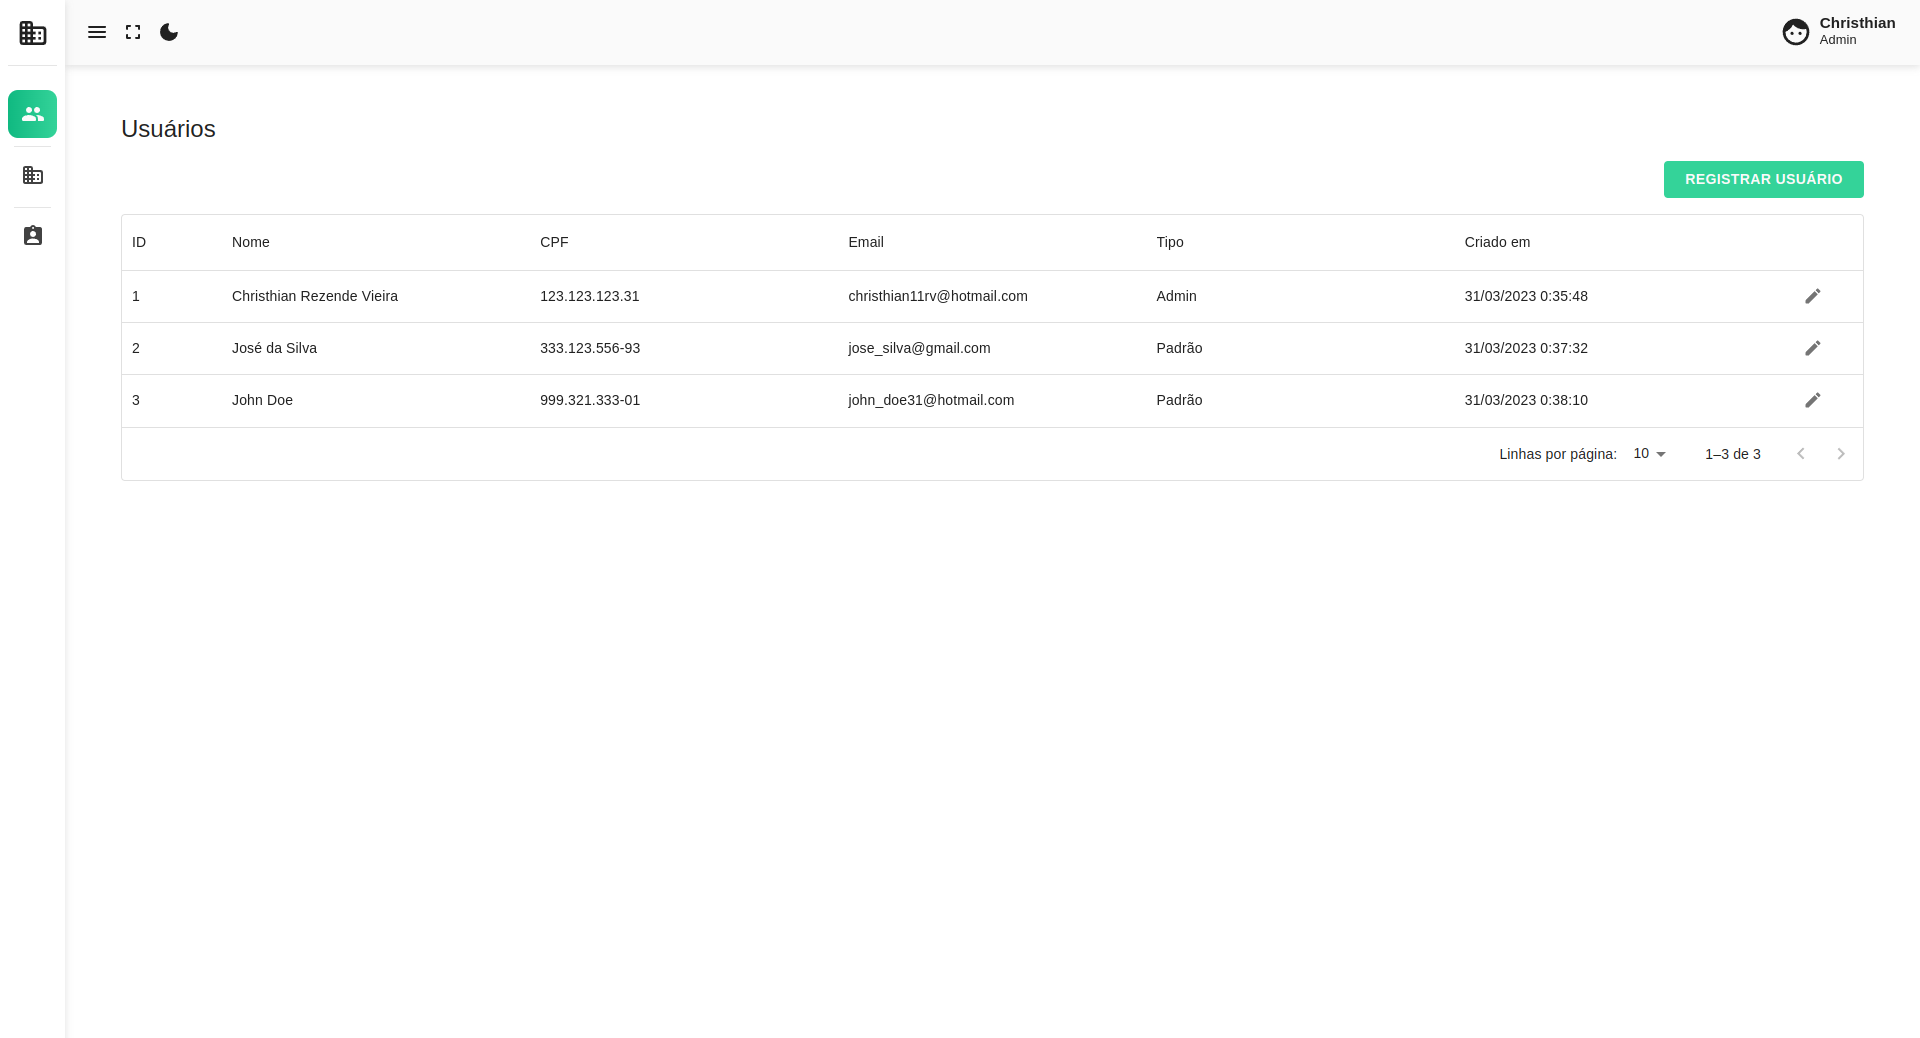 Christhian
Admin
Usuários
REGISTRAR USUÁRIO
ID Nome CPF Email Tipo Criado em
1 Christhian Rezende Vieira 123.123.123.31 christhian11rv@hotmail.com Admin 31/03/2023 0:35:48
2 José da Silva 333.123.556-93 jose_silva@gmail.com Padrão 31/03/2023 0:37:32
3 John Doe 999.321.333-01 john_doe31@hotmail.com Padrão 31/03/2023 0:38:10
Linhas por página: 10 1–3 de 3